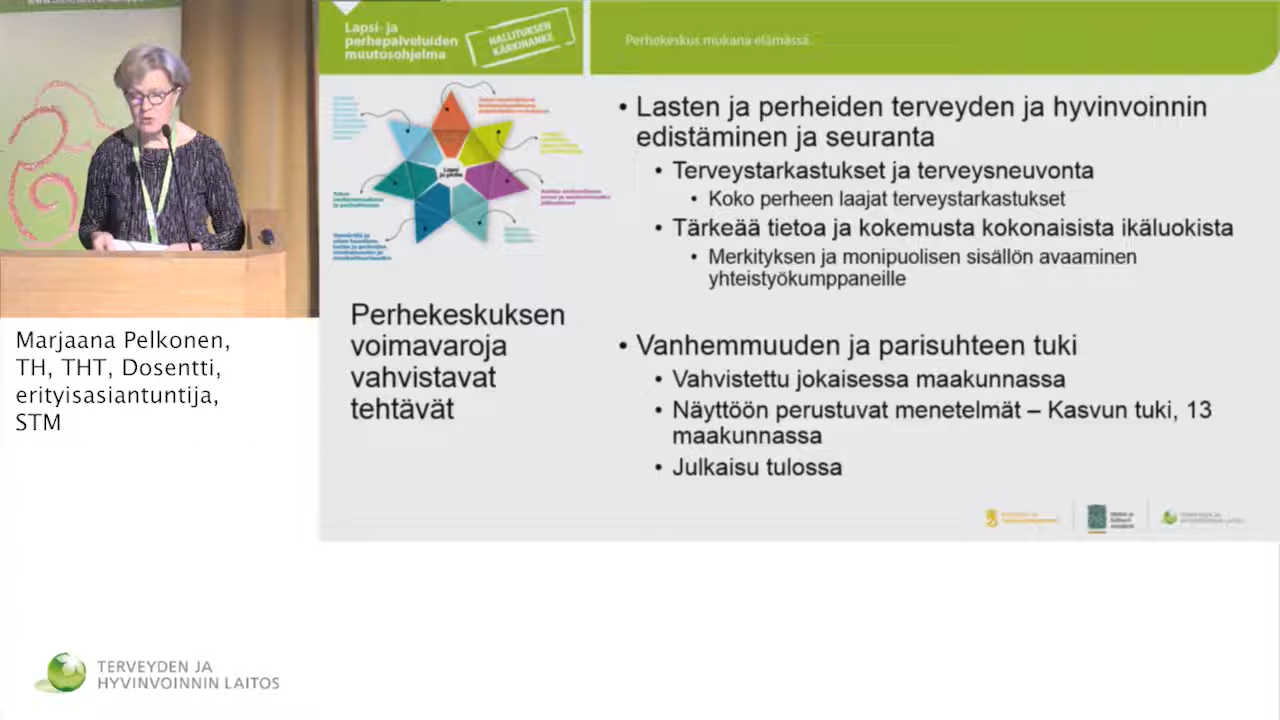 Lapsi- ja
perhepalveluiden
muutosohjelma
HALLITUKSEN
KÄRKIHANKE
Perhekeskus mukana elämässä
Lapsi
ja perhe
Perhekeskuksen
voimavaroja
vahvistavat
tehtävät
• Lasten ja perheiden terveyden ja hyvinvoinnin
edistäminen ja seuranta
• Terveystarkastukset ja terveysneuvonta
• Koko perheen laajat terveystarkastukset
• Tärkeää tietoa ja kokemusta kokonaisista ikäluokista
• Merkityksen ja monipuolisen sisällön avaaminen
yhteistyökumppaneille
• Vanhemmuuden ja parisuhteen tuki
• Vahvistettu jokaisessa maakunnassa
• Näyttöön perustuvat menetelmät – Kasvun tuki, 13
maakunnassa
• Julkaisu tulossa
Marjaana Pelkonen,
TH, THT, Dosentti,
erityisasiantuntija,
STM
TERVEYDEN JA
HYVINVOINNIN LAITOS